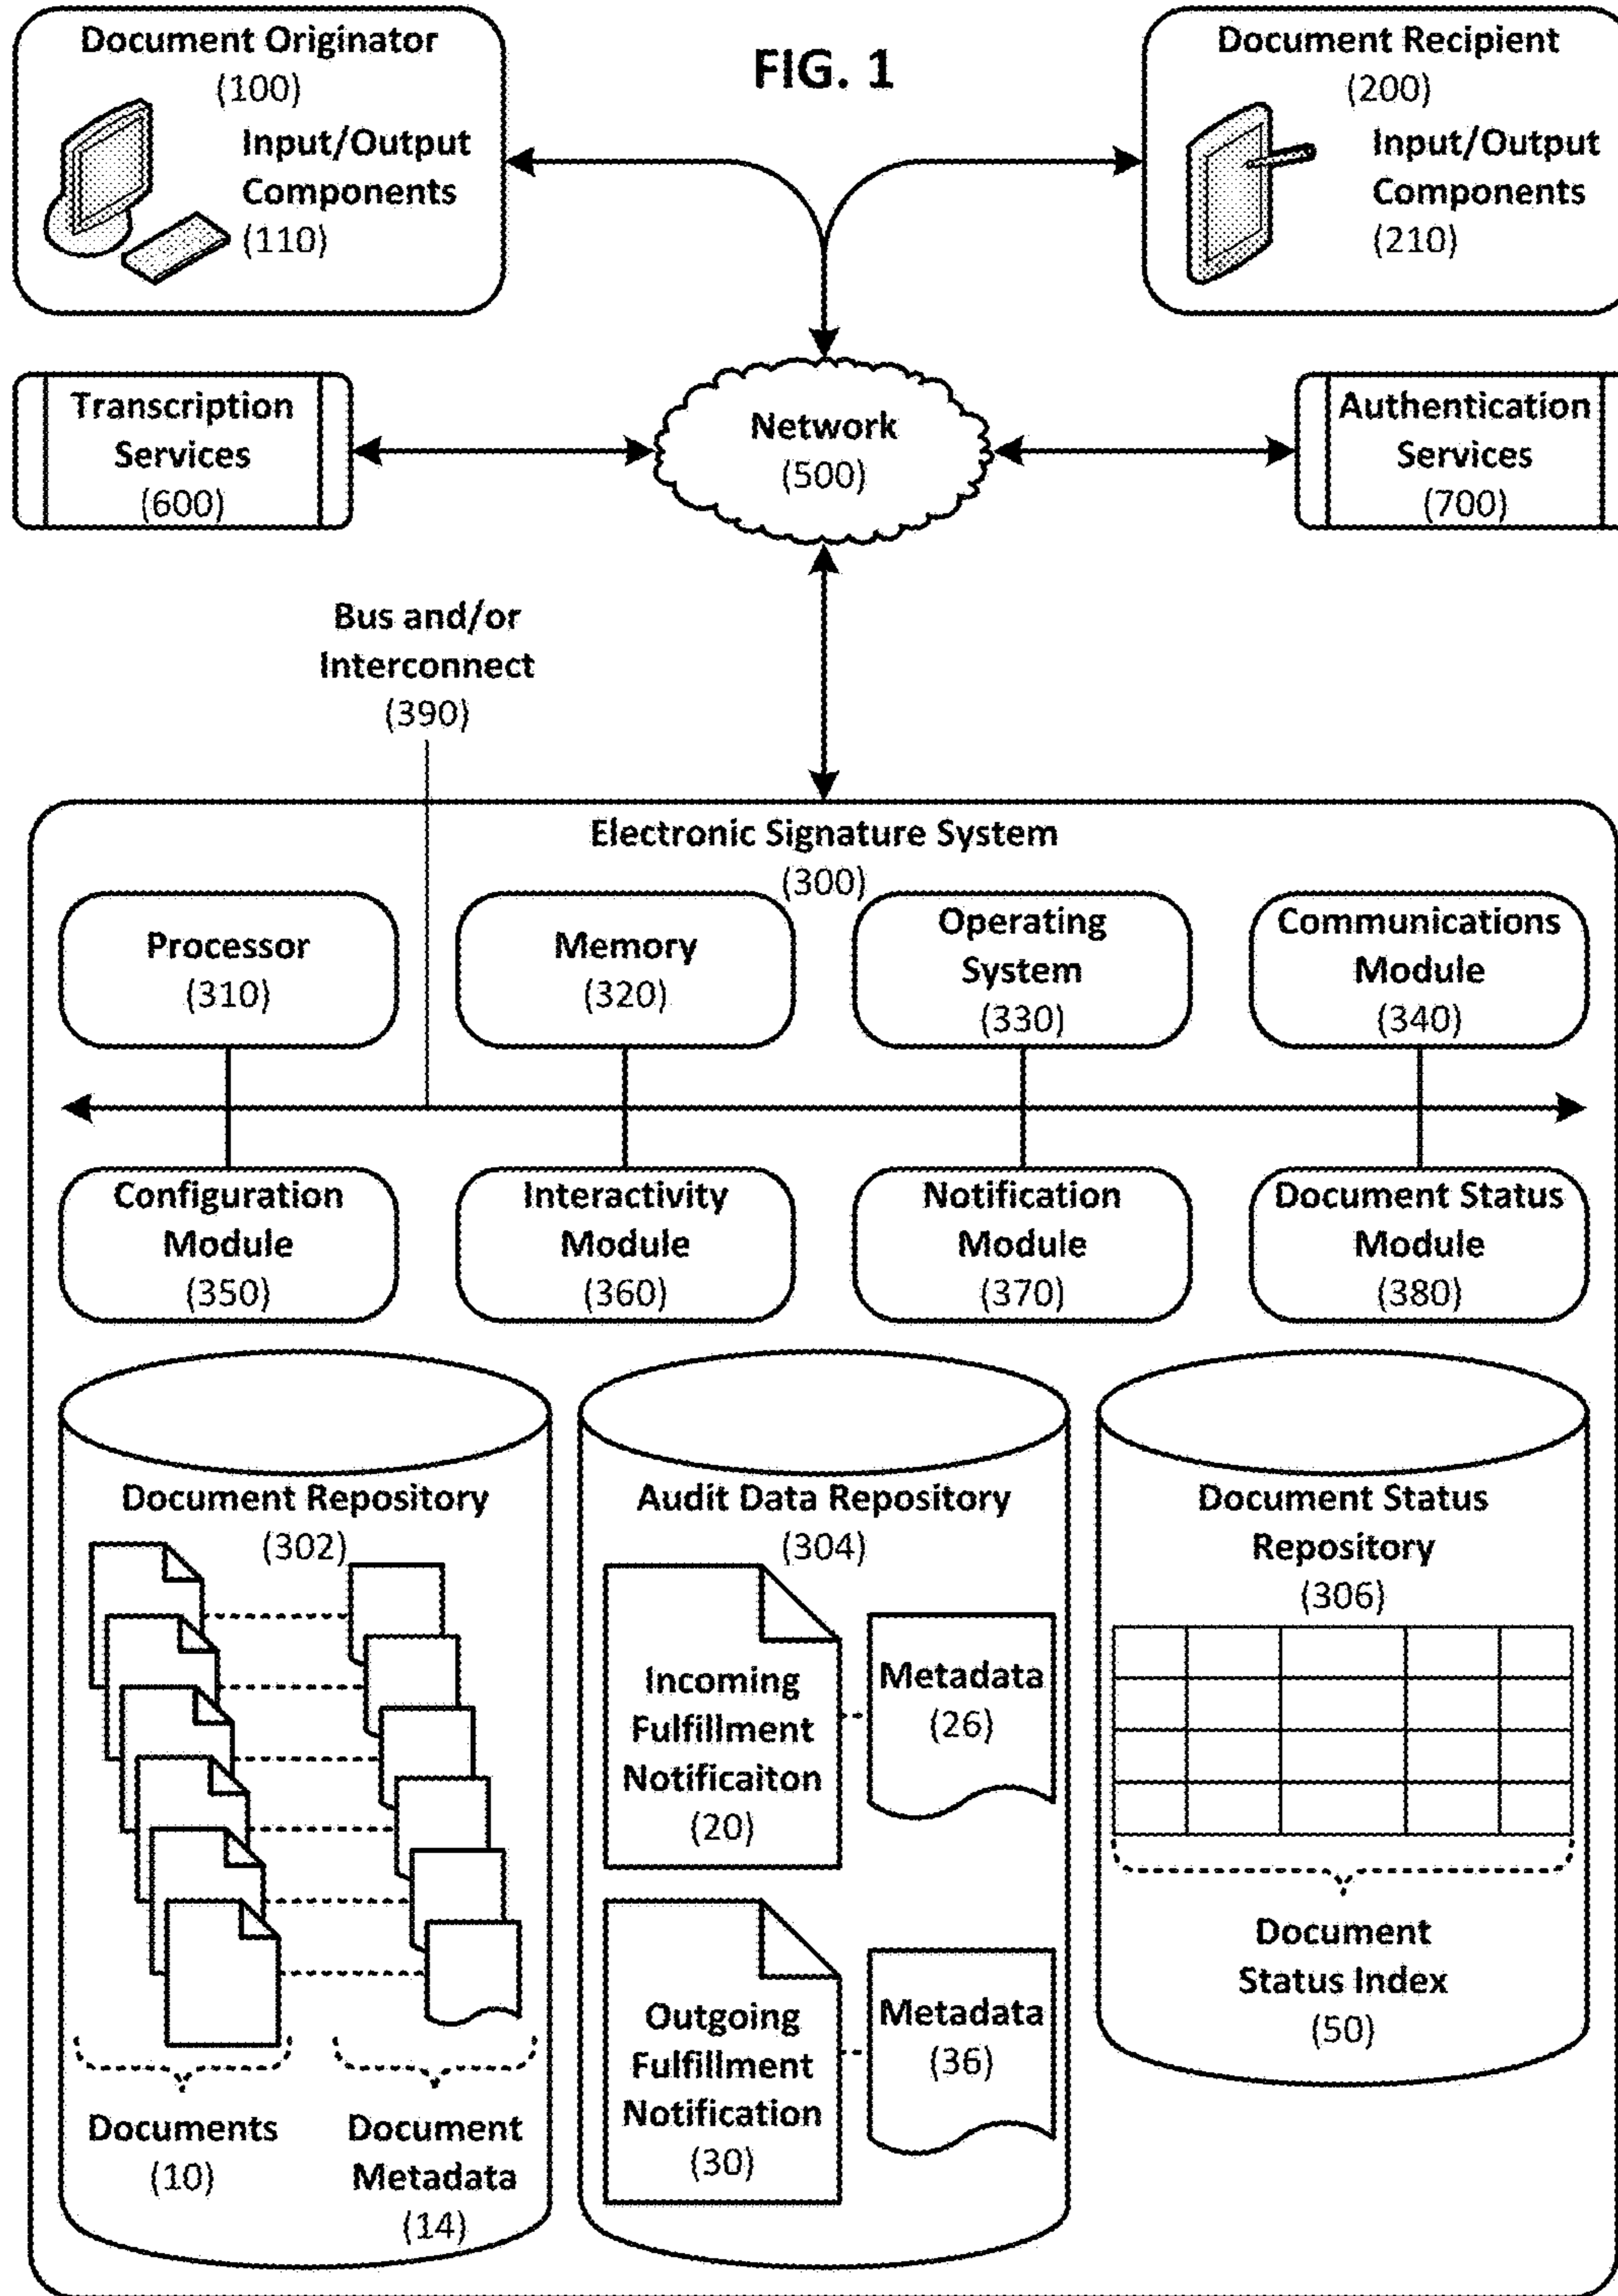 Document Originator
(100)
Input/Output
Components
(110)
FIG. 1
Document Recipient
(200)
Input/Output
Components
(210)
Transcription
Services
(600)
Network
(500)
Authentication
Services
(700)
Bus and/or
Interconnect
(390)
Electronic Signature System
(300)
Processor
(310)
Memory
(320)
Operating
System
(330)
Communications
Module
(340)
Configuration
Module
(350)
Interactivity
Module
(360)
Notification
Module
(370)
Document Status
Module
(380)
Document Repository
(302)
Documents
(10)
Document
Metadata
(14)
Audit Data Repository
(304)
Incoming
Fulfillment
Notificaiton
(20)
Metadata
(26)
Outgoing
Fulfillment
Notification
(30)
Metadata
(36)
Document Status
Repository
(306)
Document
Status Index
(50)